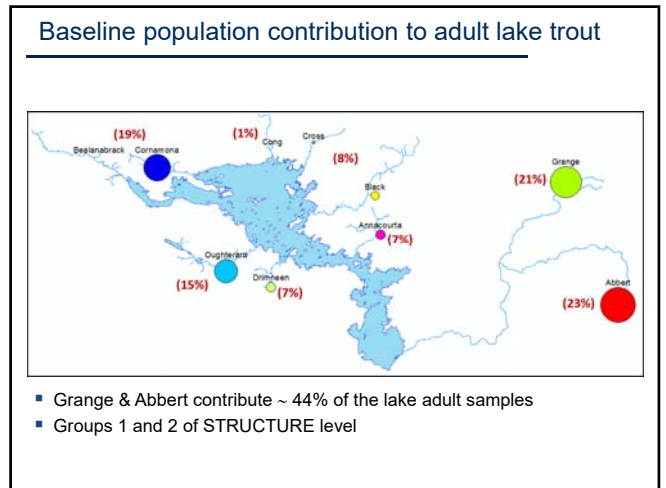 Baseline population contribution to adult lake trout
(19%)
(1%)
Cong
Cross
Bealanabrack Cornamona
(8%)
Grange
(21%)
Black
Annacourta
(7%)
Oughterard
(15%)
Drimneen
(7%)
Abbert
(23%)
▪ Grange & Abbert contribute ~ 44% of the lake adult samples
▪ Groups 1 and 2 of STRUCTURE level